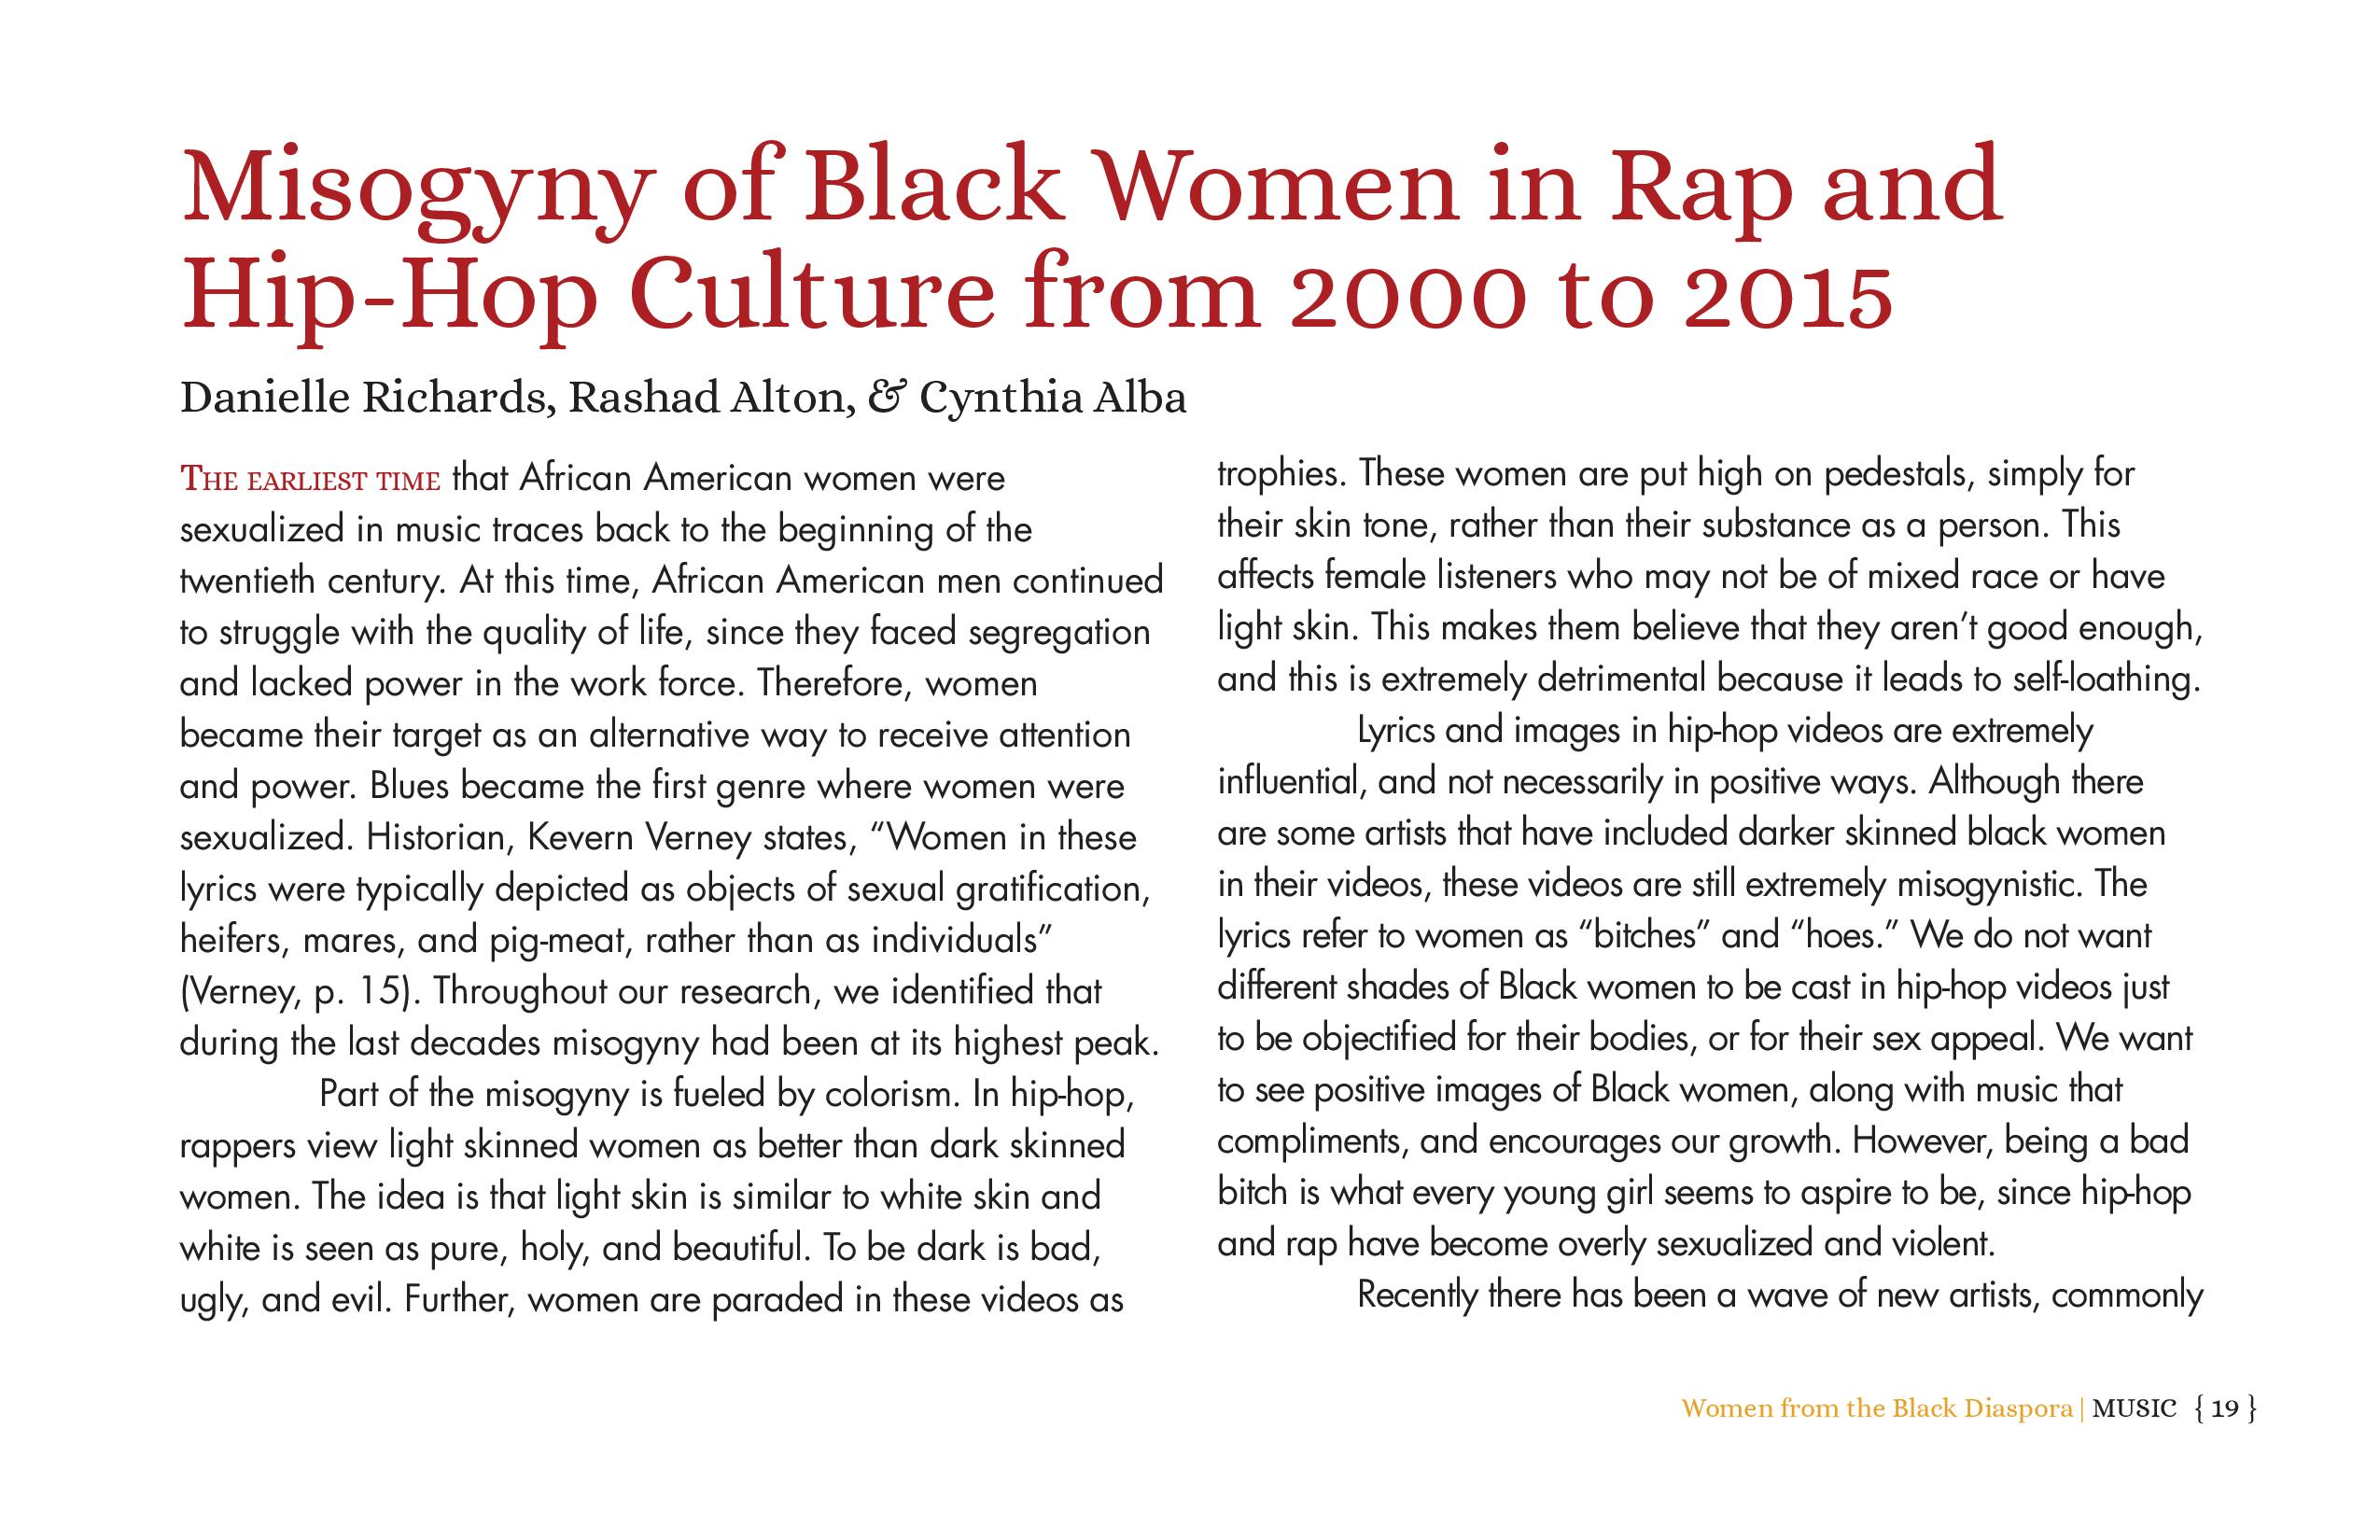 Misogyny of Black Women in Rap and
Hip-Hop Culture from 2000 to 2015
Danielle Richards, Rashad Alton, & Cynthia Alba
The earliest time that African American women were
sexualized in music traces back to the beginning of the
twentieth century. At this time, African American men continued
to struggle with the quality of life, since they faced segregation
and lacked power in the work force. Therefore, women
became their target as an alternative way to receive attention
and power. Blues became the first genre where women were
sexualized. Historian, Kevern Verney states, “Women in these
lyrics were typically depicted as objects of sexual gratification,
heifers, mares, and pig-meat, rather than as individuals”
(Verney, p. 15). Throughout our research, we identified that
during the last decades misogyny had been at its highest peak.
Part of the misogyny is fueled by colorism. In hip-hop,
rappers view light skinned women as better than dark skinned
women. The idea is that light skin is similar to white skin and
white is seen as pure, holy, and beautiful. To be dark is bad,
ugly, and evil. Further, women are paraded in these videos as
trophies. These women are put high on pedestals, simply for
their skin tone, rather than their substance as a person. This
affects female listeners who may not be of mixed race or have
light skin. This makes them believe that they aren’t good enough,
and this is extremely detrimental because it leads to self-loathing.
Lyrics and images in hip-hop videos are extremely
influential, and not necessarily in positive ways. Although there
are some artists that have included darker skinned black women
in their videos, these videos are still extremely misogynistic. The
lyrics refer to women as “bitches” and “hoes.” We do not want
different shades of Black women to be cast in hip-hop videos just
to be objectified for their bodies, or for their sex appeal. We want
to see positive images of Black women, along with music that
compliments, and encourages our growth. However, being a bad
bitch is what every young girl seems to aspire to be, since hip-hop
and rap have become overly sexualized and violent.
Recently there has been a wave of new artists, commonly
Women from the Black Diaspora | MUSIC { 19 }